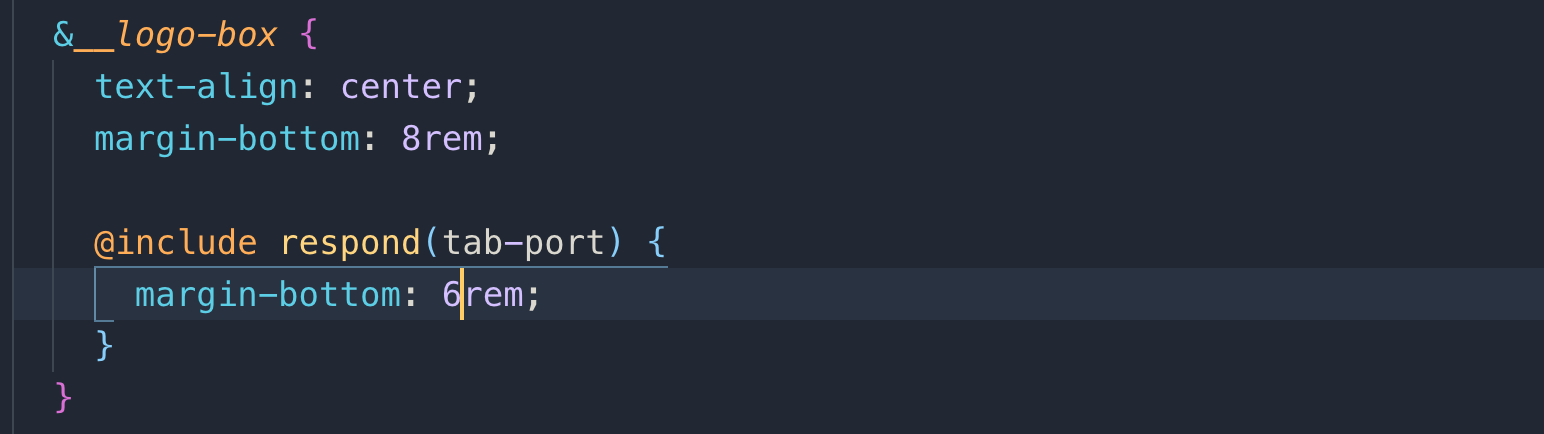 &__logo-box {
text-align: center;
margin-bottom: 8rem;
@include respond(tab-port) {
margin-bottom: 6rem;
}
}